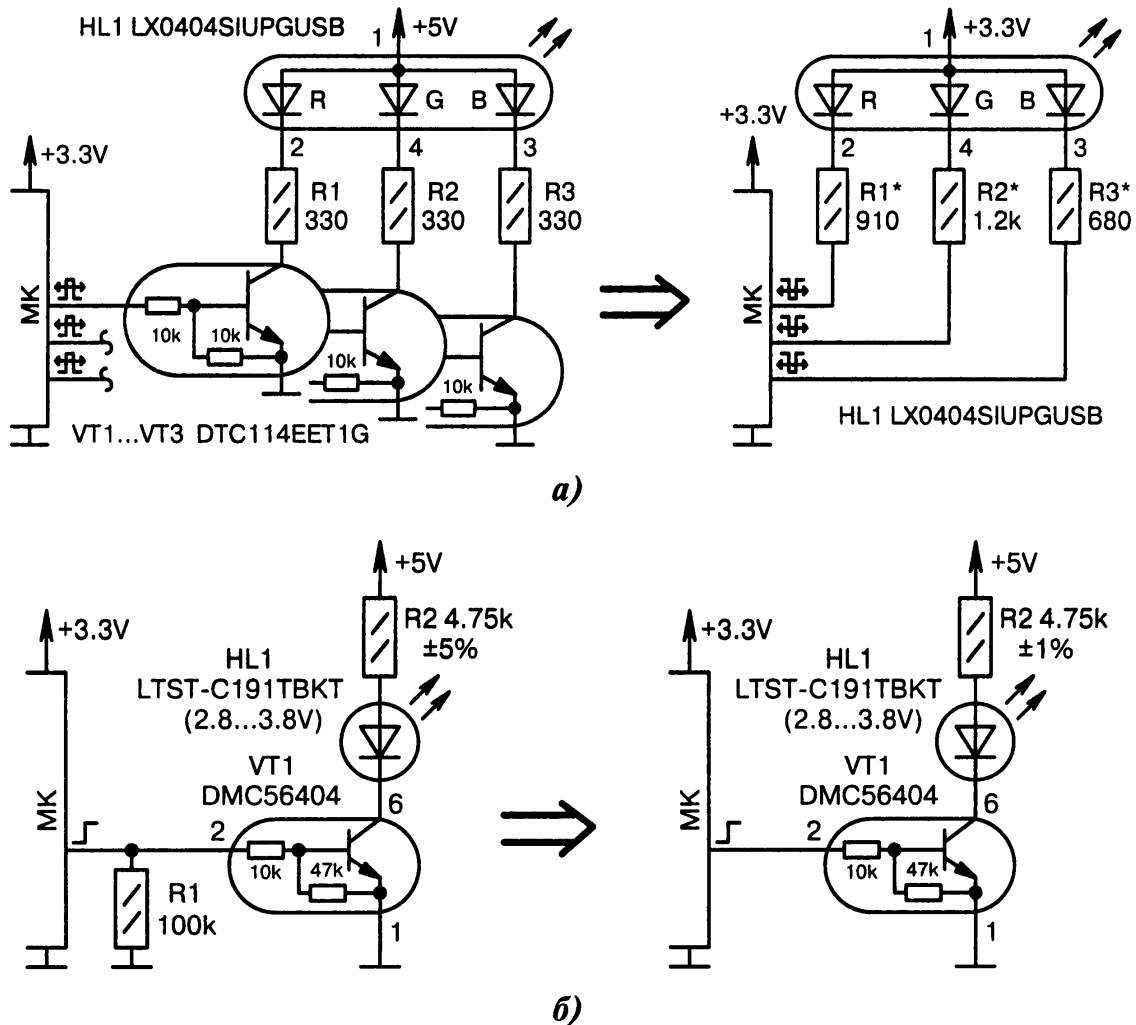 HL1 LX0404SIUPGUSB
1
+5V
R
G
B
2
4
3
+3.3V
R1
330
R2
330
R3
330
MK
10k
10k
10k
10k
VT1...VT3 DTC114EET1G
1
+3.3V
R
G
B
+3.3V
2
4
3
R1*
910
R2*
1.2k
R3*
680
MK
HL1 LX0404SIUPGUSB
а)
+5V
R2 4.75k
±5%
+3.3V
HL1
LTST-C191TBKT
(2.8...3.8V)
VT1
DMC56404
6
MK
2
10k
47k
R1
100k
1
+5V
R2 4.75k
±1%
+3.3V
HL1
LTST-C191TBKT
(2.8...3.8V)
VT1
DMC56404
6
MK
2
10k
47k
1
б)